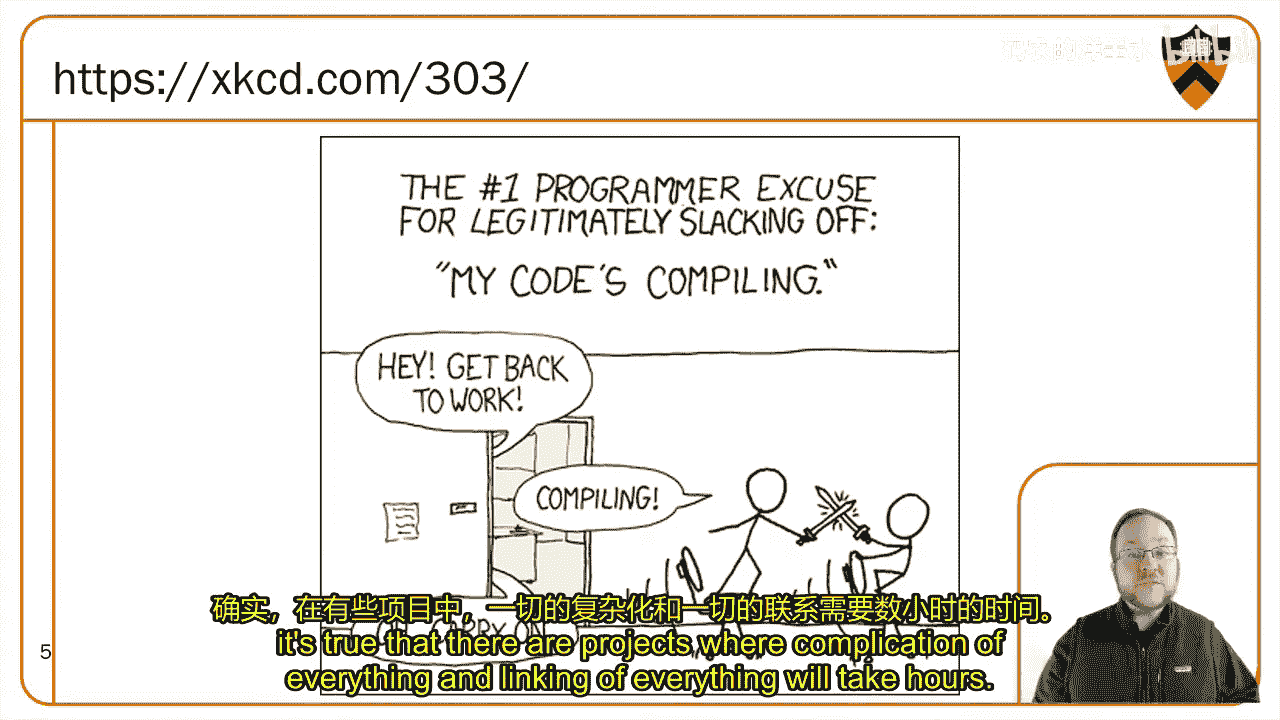 https://xkcd.com/303/
THE #1 PROGRAMMER EXCUSE
FOR LEGITIMATELY SLACKING OFF:
"MY CODE'S COMPILING."
HEY! GET BACK
TO WORK!
COMPILING!
确实，在有些项目中，一切的复杂化和一切的联系需要数小时的时间。
it's true that there are projects where complication of
everything and linking of everything will take hours.
5